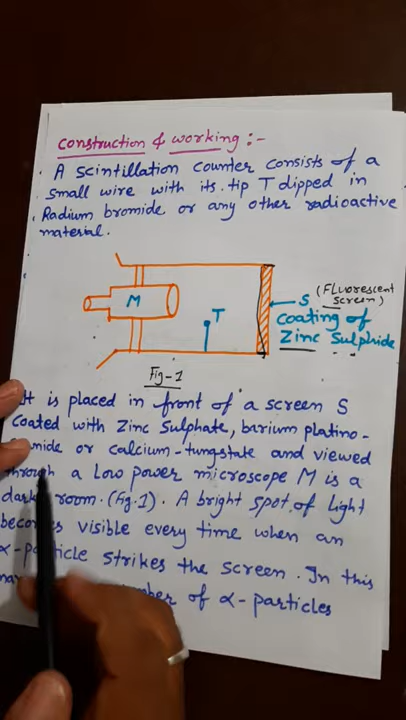 Construction & working :-
A scintillation counter consists of a
small wire with its tip T dipped in
Radium bromide or any other radioactive
material.
M
T
S (Fluorescent
screen)
coating of
Zinc Sulphide
Fig-1
It is placed in front of a screen S
Coated with Zinc Sulphate, barium platino-
or calcium-tungstate and viewed
through a Low power microscope M is a
dark room. (Fig.1). A bright spot of Light
becomes visible every time when an
α-particle strikes the screen. In this
of α-particles